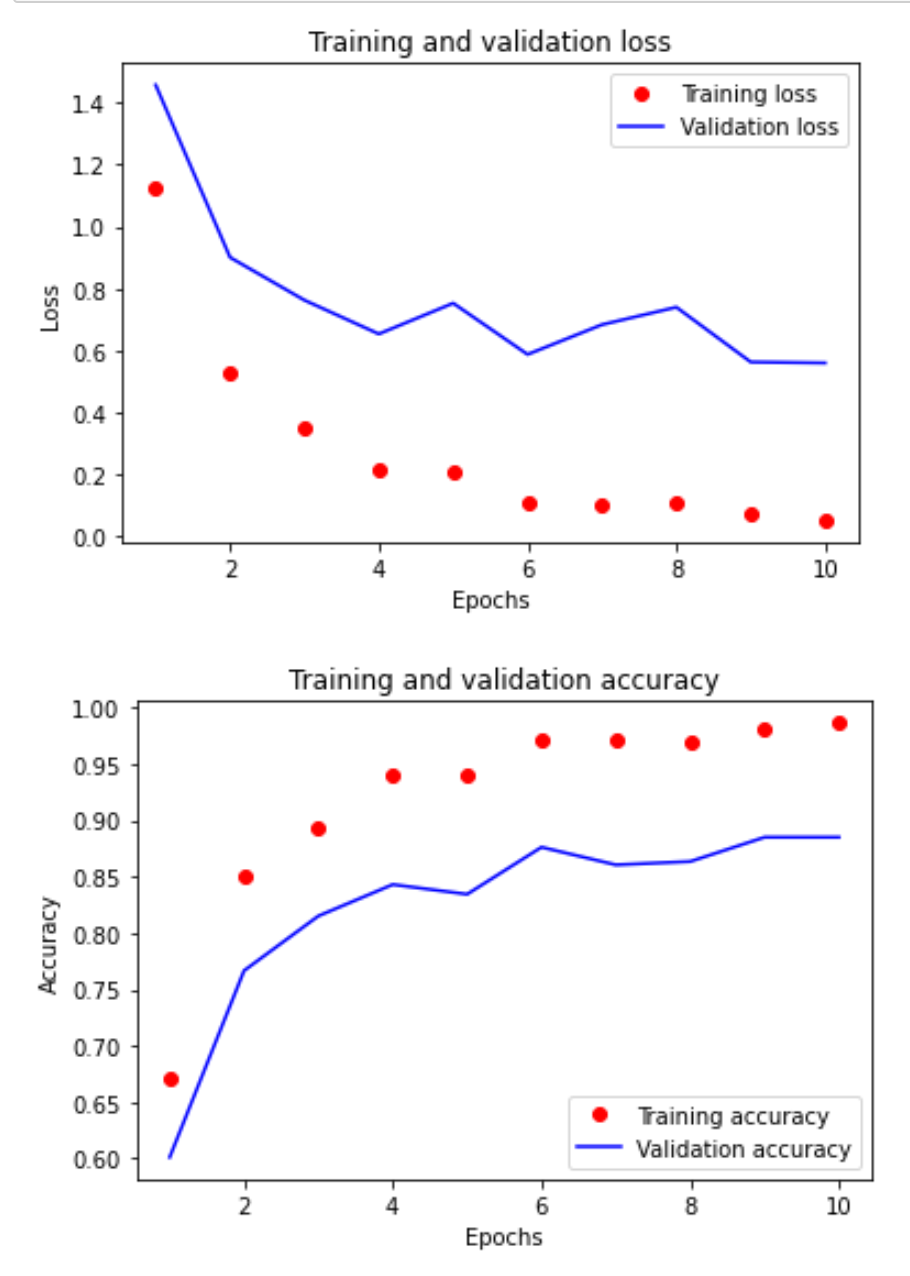 Training and validation loss
Training loss
Validation loss
1.4
1.2
1.0
0.8
0.6
0.4
0.2
0.0
Loss
2 4 6 8 10
Epochs
Training and validation accuracy
1.00
0.95
0.90
0.85
0.80
0.75
0.70
0.65
0.60
Accuracy
Training accuracy
Validation accuracy
2 4 6 8 10
Epochs